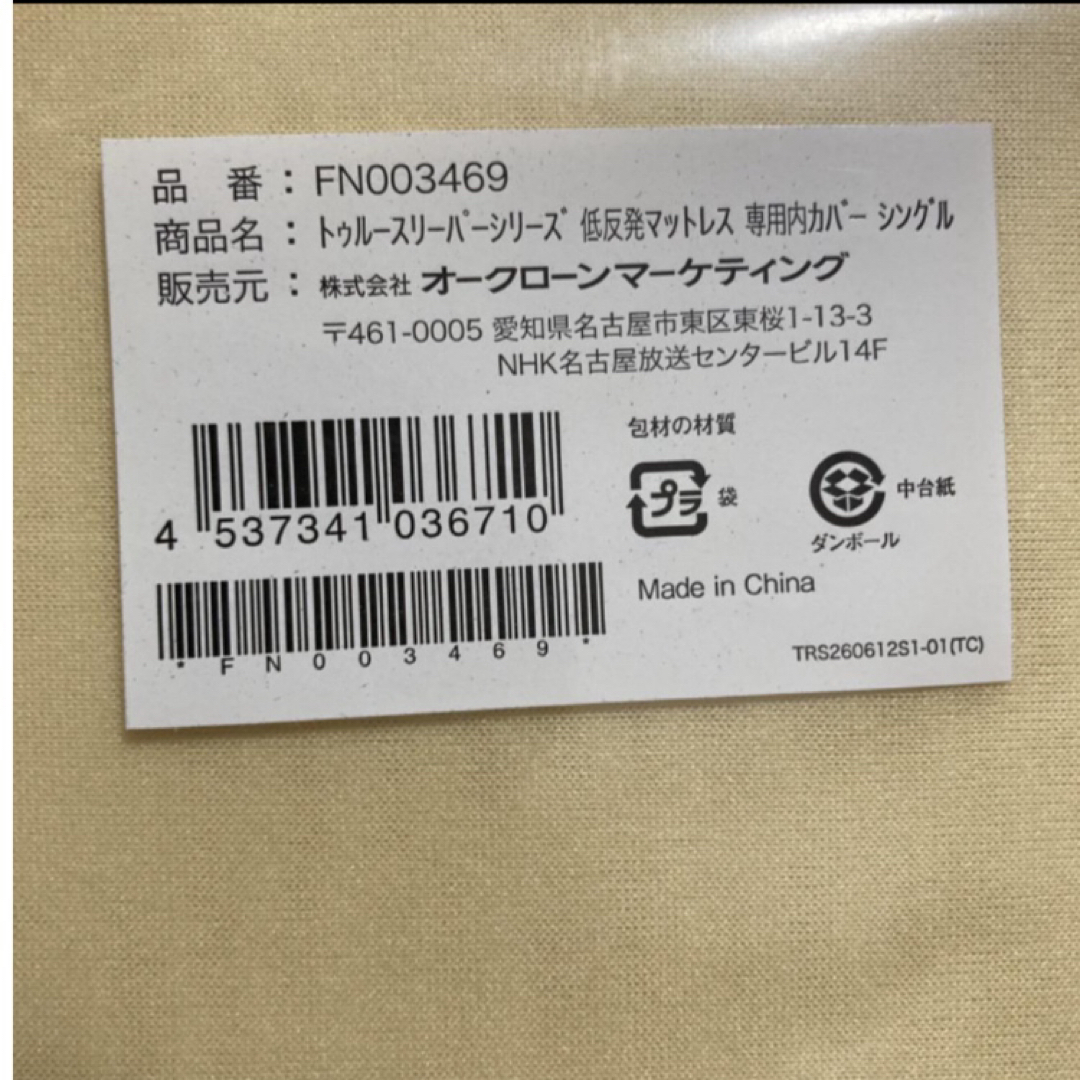 品 番：FN003469
商品名：トゥルースリーパーシリーズ 低反発マットレス 専用内カバー シングル
販売元：株式会社 オークローンマーケティング
〒461-0005 愛知県名古屋市東区東桜1-13-3
NHK名古屋放送センタービル14F
包材の材質
プラ 袋
中台紙
ダンボール
4 537341 036710
*FN003469*
Made in China
TRS260612S1-01(TC)